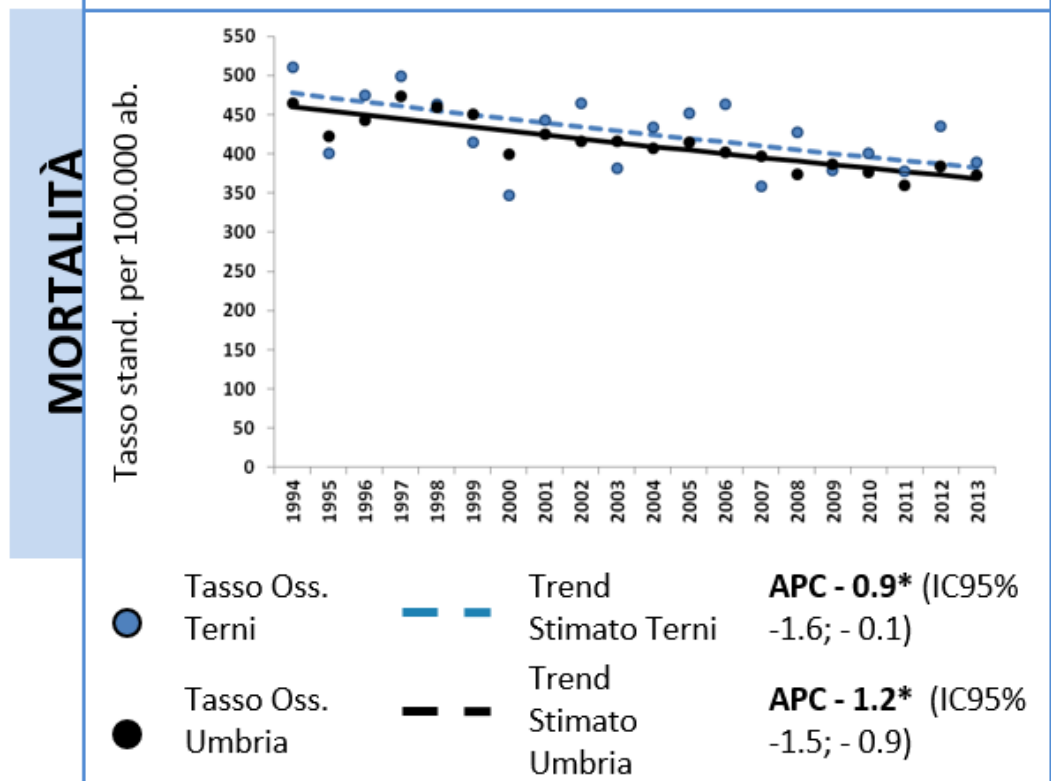 MORTALITÀ
Tasso stand. per 100.000 ab.
550
500
450
400
350
300
250
200
150
100
50
0
1994
1995
1996
1997
1998
1999
2000
2001
2002
2003
2004
2005
2006
2007
2008
2009
2010
2011
2012
2013
Tasso Oss.
Terni
Trend
Stimato Terni
APC - 0.9* (IC95%
-1.6; - 0.1)
Tasso Oss.
Umbria
Trend
Stimato
Umbria
APC - 1.2* (IC95%
-1.5; - 0.9)